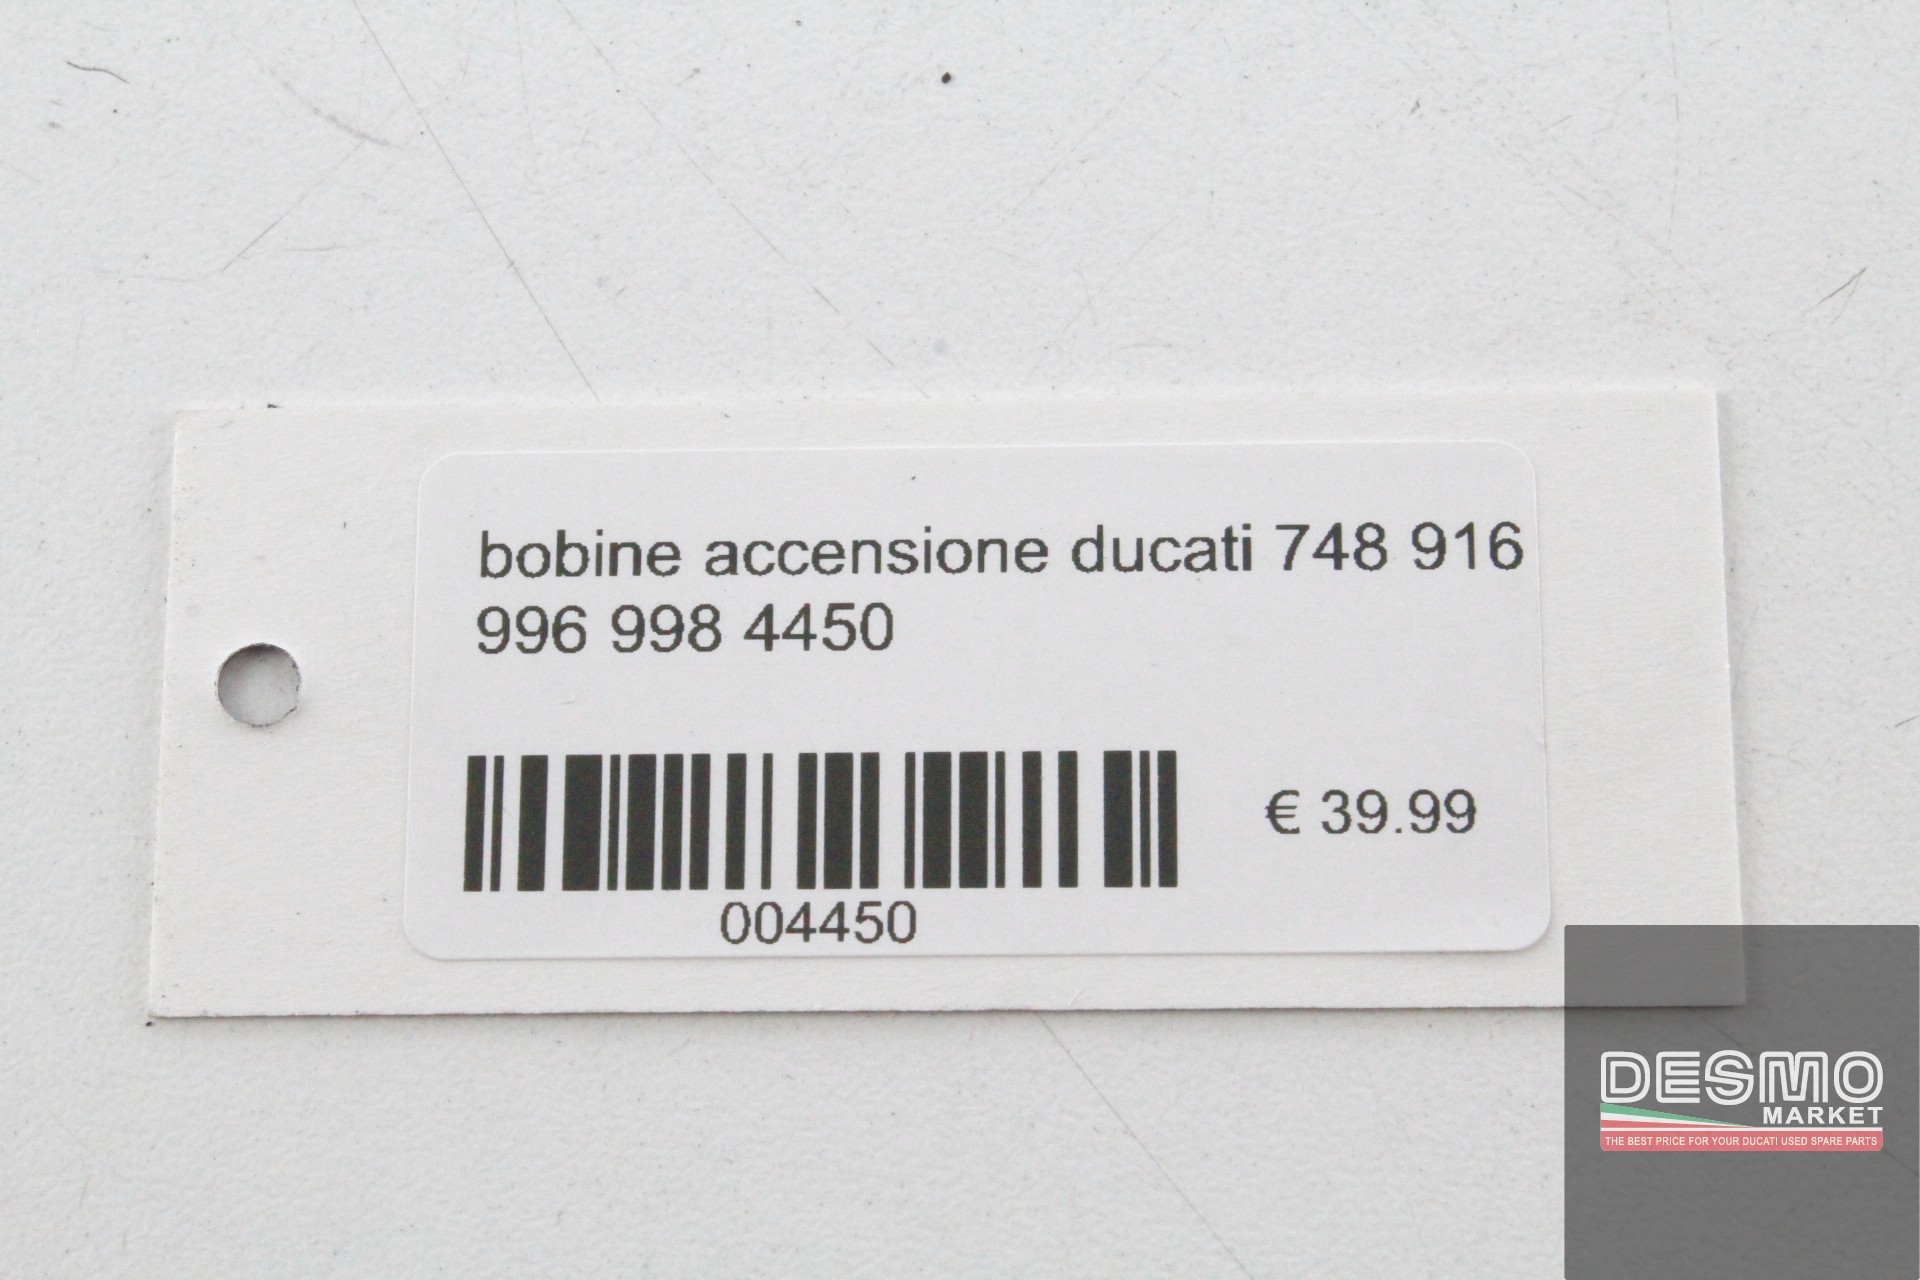 bobine accensione ducati 748 916
996 998 4450
€ 39.99
004450
DESMO
MARKET
THE BEST PRICE FOR YOUR DUCATI USED SPARE PARTS